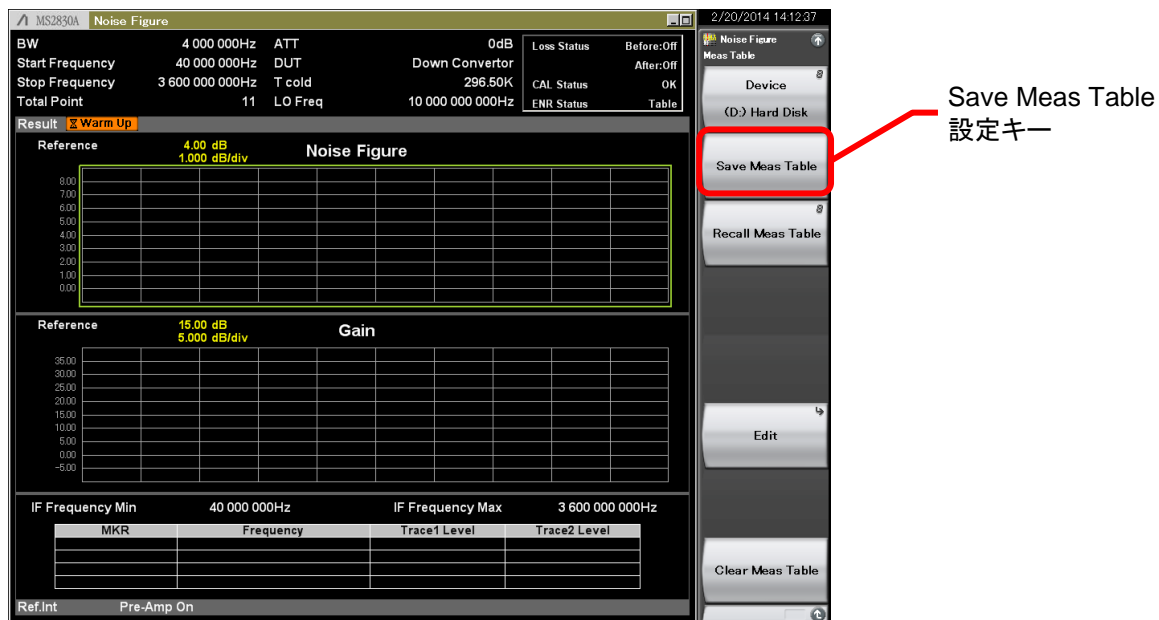 MS2830A Noise Figure
2/20/2014 14:12:37
BW 4 000 000Hz ATT 0dB
Start Frequency 40 000 000Hz DUT Down Convertor
Stop Frequency 3 600 000 000Hz T cold 296.50K
Total Point 11 LO Freq 10 000 000 000Hz
Loss Status Before:Off
After:Off
CAL Status OK
ENR Status Table
Result Warm Up
Reference 4.00 dB
1.000 dB/div
Noise Figure
8.00
7.00
6.00
5.00
4.00
3.00
2.00
1.00
0.00
Reference 15.00 dB
5.000 dB/div
Gain
35.00
30.00
25.00
20.00
15.00
10.00
5.00
0.00
-5.00
IF Frequency Min 40 000 000Hz IF Frequency Max 3 600 000 000Hz
MKR Frequency Trace1 Level Trace2 Level
Ref.Int Pre-Amp On
Noise Figure
Meas Table
Device
(D:) Hard Disk
Save Meas Table
Recall Meas Table
Edit
Clear Meas Table
Save Meas Table
設定キー